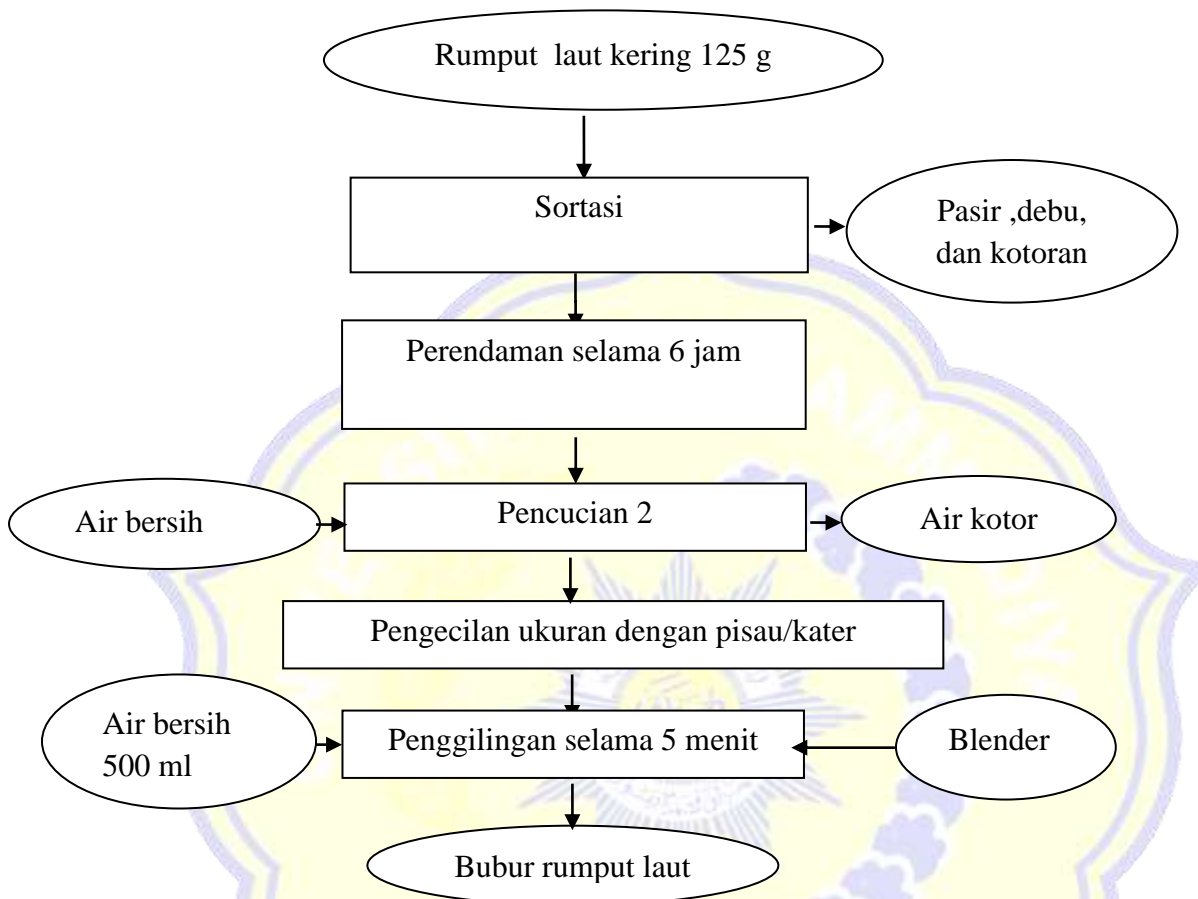 Rumput laut kering 125 g
Sortasi
Pasir ,debu,
dan kotoran
Perendaman selama 6 jam
Air bersih
Pencucian 2
Air kotor
Pengecilan ukuran dengan pisau/kater
Air bersih
500 ml
Penggilingan selama 5 menit
Blender
Bubur rumput laut